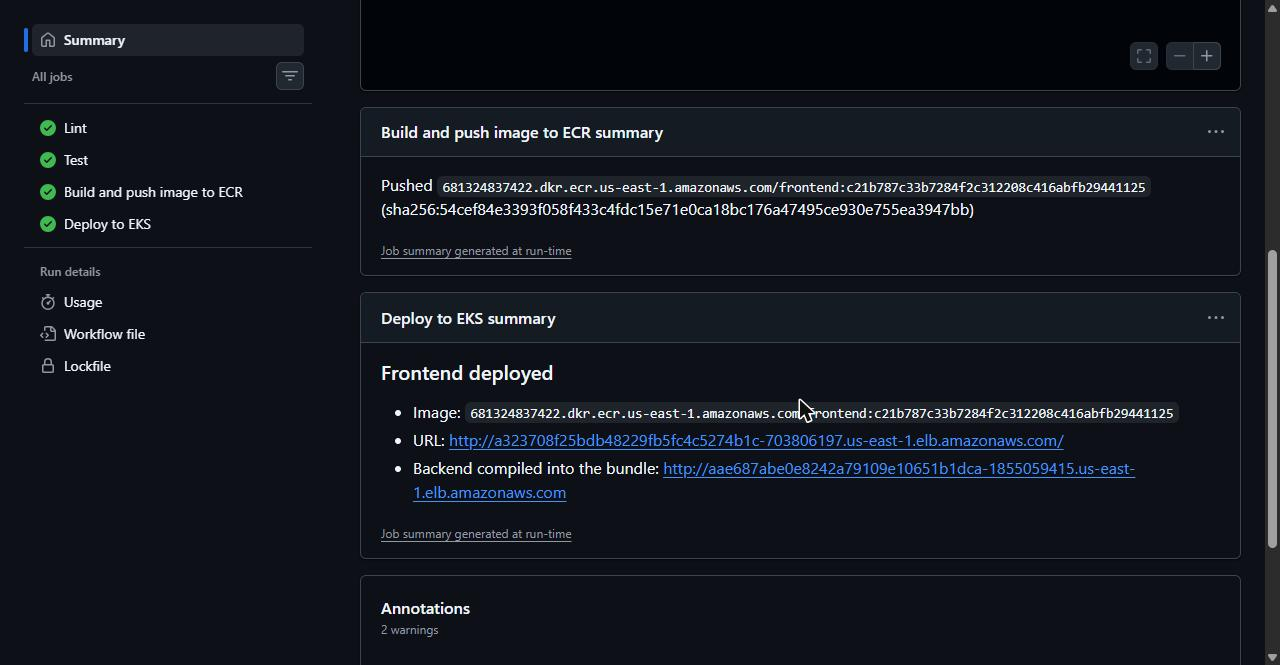 Summary
All jobs
Lint
Test
Build and push image to ECR
Deploy to EKS
Run details
Usage
Workflow file
Lockfile
Build and push image to ECR summary
Pushed 681324837422.dkr.ecr.us-east-1.amazonaws.com/frontend:c21b787c33b7284f2c312208c416abfb29441125
(sha256:54cef84e3393f058f433c4fdc15e71e0ca18bc176a47495ce930e755ea3947bb)
Job summary generated at run-time
Deploy to EKS summary
Frontend deployed
Image: 681324837422.dkr.ecr.us-east-1.amazonaws.com/frontend:c21b787c33b7284f2c312208c416abfb29441125
URL: http://a323708f25bdb48229fb5fc4c5274b1c-703806197.us-east-1.elb.amazonaws.com/
Backend compiled into the bundle: http://aae687abe0e8242a79109e10651b1dca-1855059415.us-east-
1.elb.amazonaws.com
Job summary generated at run-time
Annotations
2 warnings